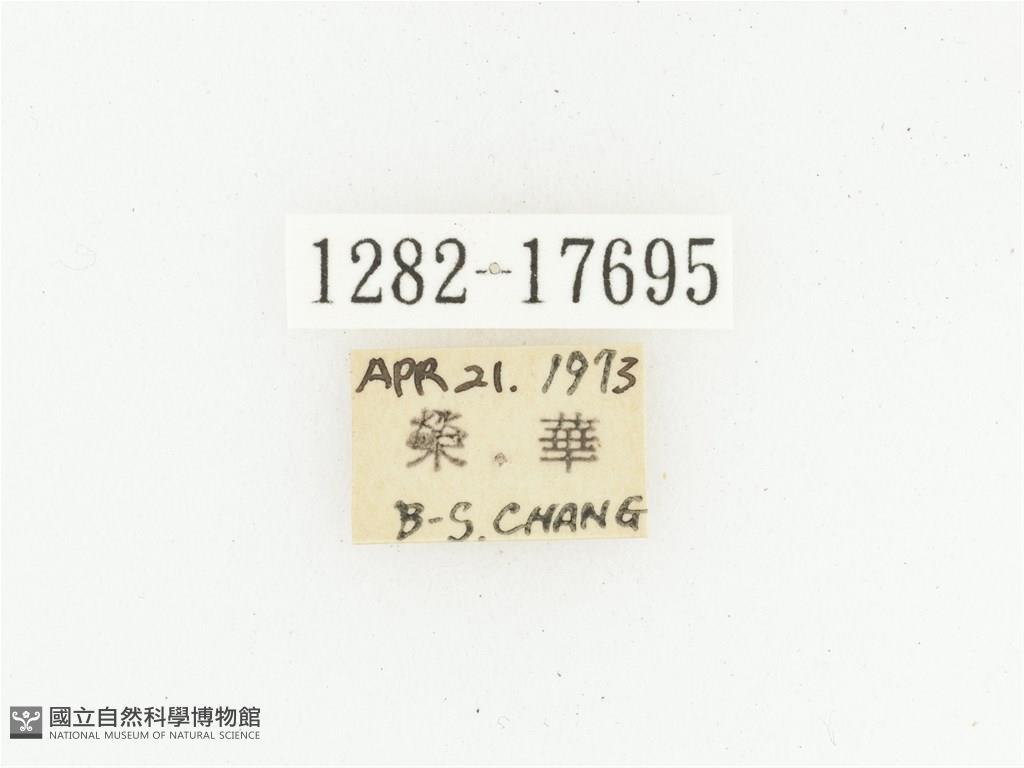 1282-17695
APR 21. 1973
榮華
B-S. CHANG
國立自然科學博物館
NATIONAL MUSEUM OF NATURAL SCIENCE